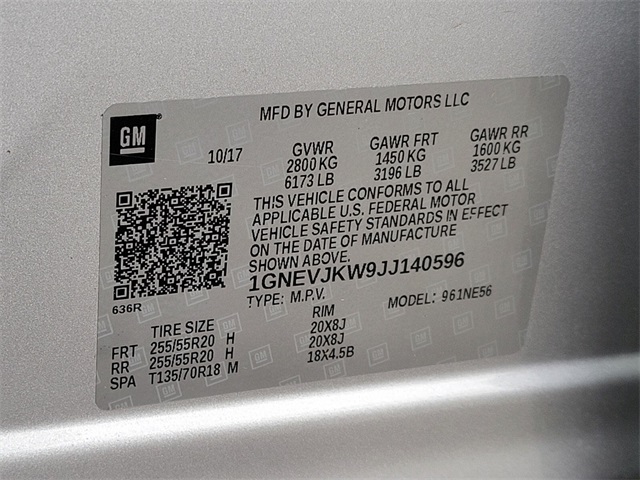 MFD BY GENERAL MOTORS LLC
GM
10/17
GVWR
2800 KG
6173 LB
GAWR FRT
1450 KG
3196 LB
GAWR RR
1600 KG
3527 LB
THIS VEHICLE CONFORMS TO ALL
APPLICABLE U.S. FEDERAL MOTOR
VEHICLE SAFETY STANDARDS IN EFFECT
ON THE DATE OF MANUFACTURE
SHOWN ABOVE.
1GNEVJKW9JJ140596
TYPE: M.P.V. MODEL: 961NE56
636R
TIRE SIZE RIM
FRT 255/55R20 H 20X8J
RR 255/55R20 H 20X8J
SPA T135/70R18 M 18X4.5B